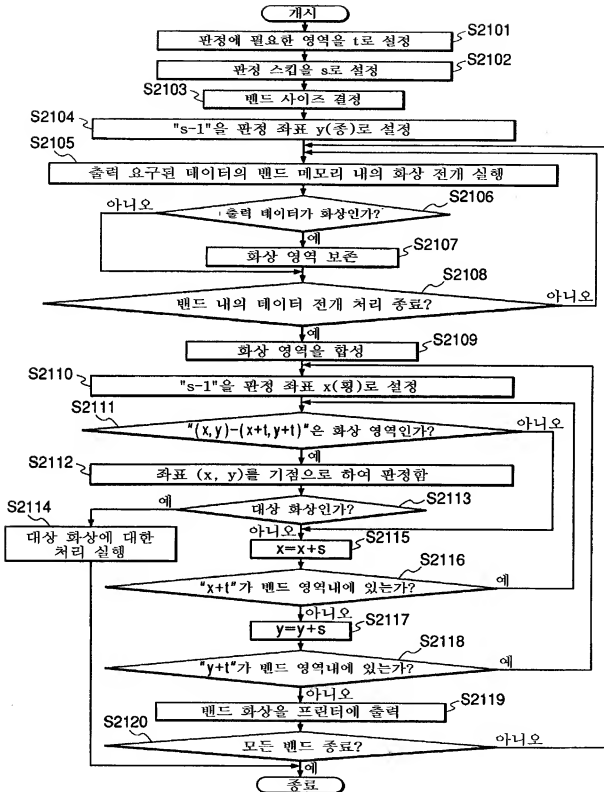 개시
S2101
판정에 필요한 영역을 t로 설정
S2102
판정 스킵을 s로 설정
S2103
밴드 사이즈 결정
S2104
"s-1"을 판정 좌표 y(종)로 설정
S2105
출력 요구된 데이터의 밴드 메모리 내의 화상 전개 실행
S2106
아니오
출력 데이터가 화상인가?
예
S2107
화상 영역 보존
S2108
밴드 내의 데이터 전개 처리 종료?
아니오
예
S2109
화상 영역을 합성
S2110
"s-1"을 판정 좌표 x(횡)로 설정
S2111
"(x,y)-(x+t,y+t)"은 화상 영역인가?
아니오
예
S2112
좌표 (x, y)를 기점으로 하여 판정함
S2113
예
대상 화상인가?
S2114
아니오
S2115
대상 화상에 대한
처리 실행
x=x+s
S2116
"x+t"가 밴드 영역내에 있는가?
예
아니오
S2117
y=y+s
S2118
"y+t"가 밴드 영역내에 있는가?
예
아니오
S2119
밴드 화상을 프린터에 출력
S2120
모든 밴드 종료?
아니오
예
종료